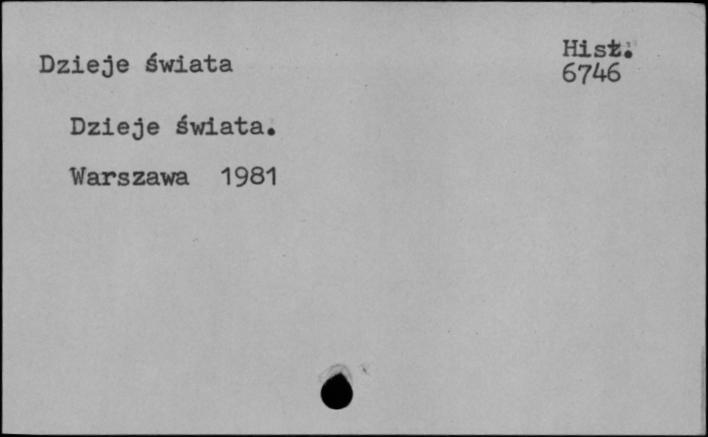 Dzieje świata
Hist.
6746
Dzieje świata.
Warszawa 1981